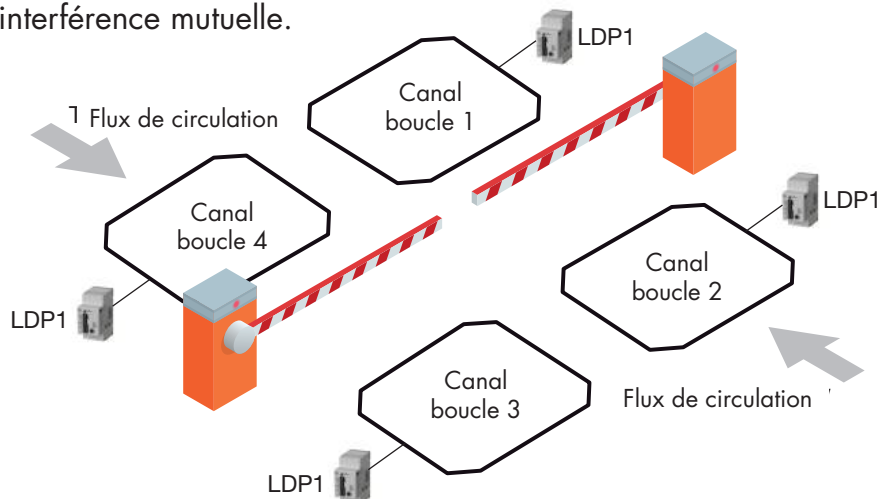 interférence mutuelle.
LDP1
Canal
boucle 1
Flux de circulation
LDP1
Canal
boucle 4
Canal
boucle 2
LDP1
Canal
boucle 3
Flux de circulation
LDP1